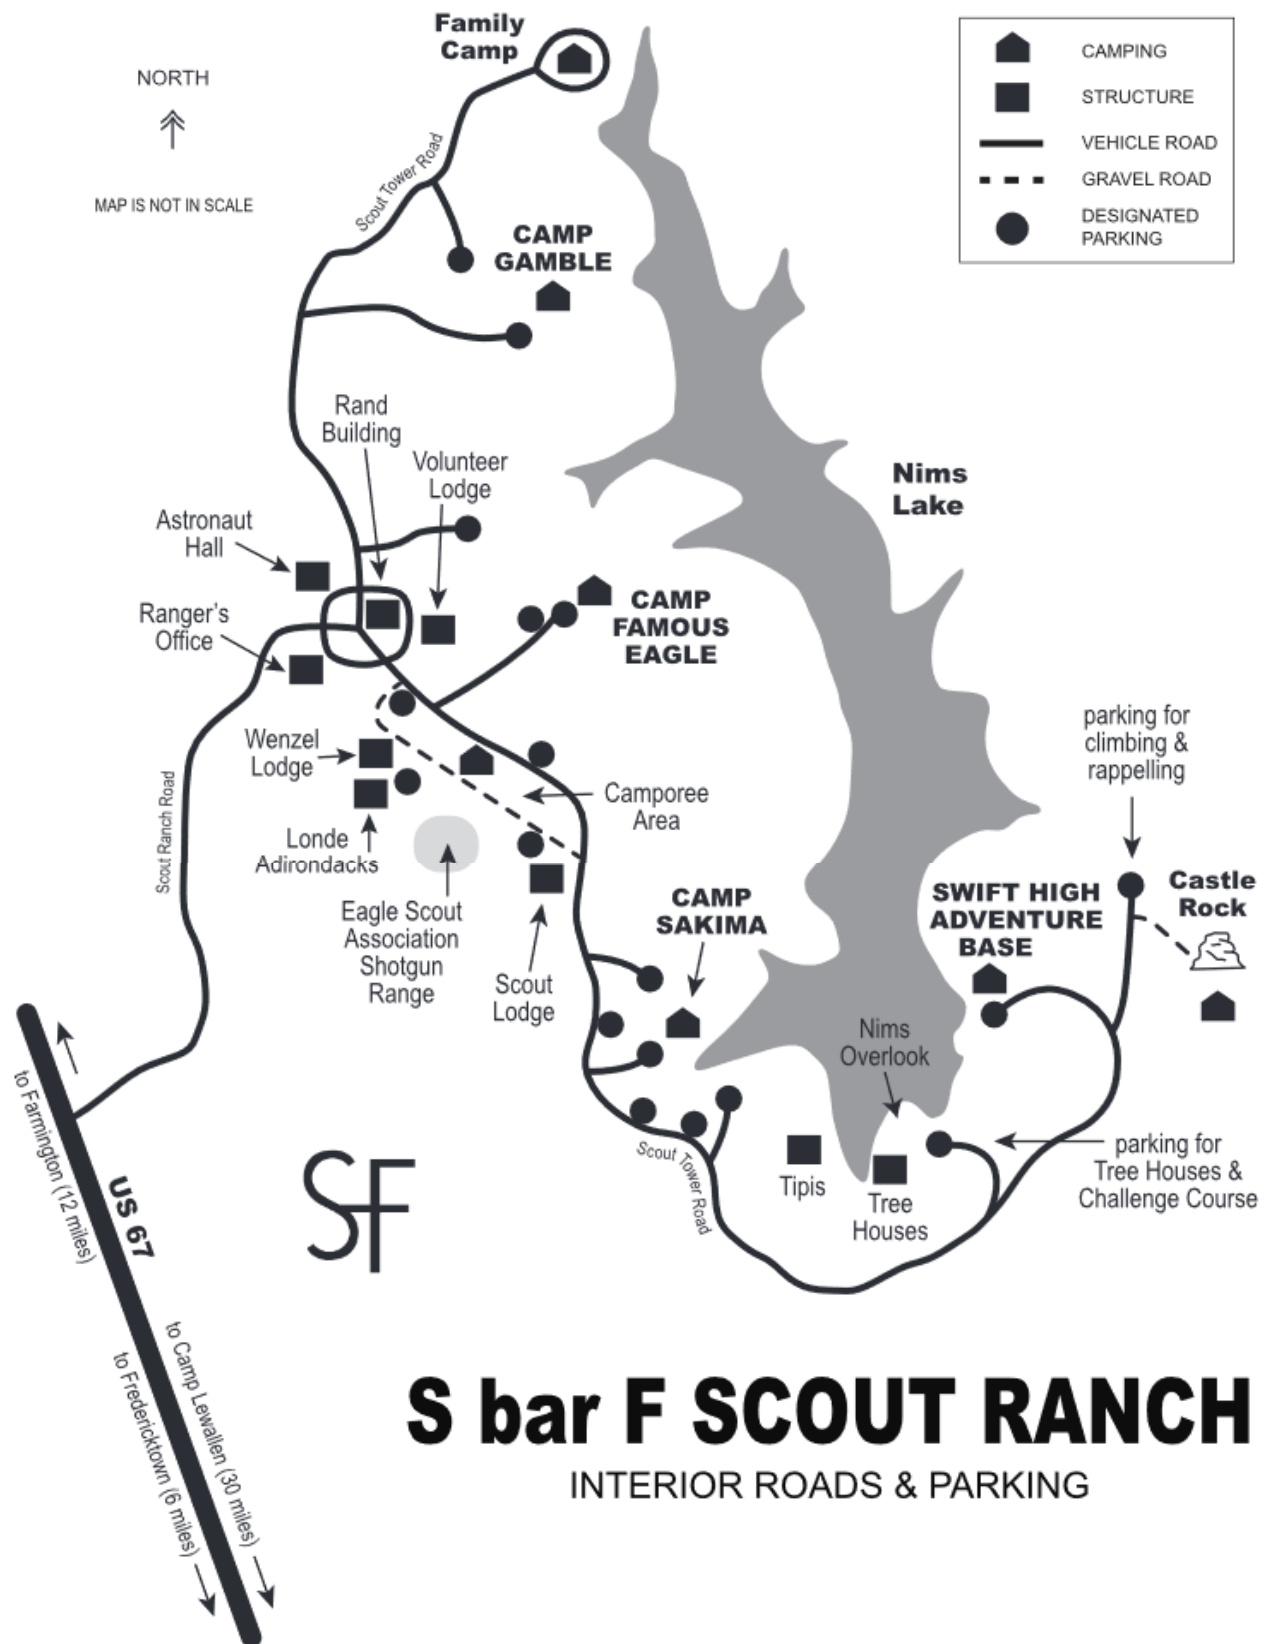 Family
Camp
NORTH
MAP IS NOT IN SCALE
CAMPING
STRUCTURE
VEHICLE ROAD
GRAVEL ROAD
DESIGNATED
PARKING
Scout Tower Road
CAMP
GAMBLE
Rand
Building
Volunteer
Lodge
Nims
Lake
Astronaut
Hall
Ranger's
Office
CAMP
FAMOUS
EAGLE
parking for
climbing &
rappelling
Wenzel
Lodge
Scout Ranch Road
Camporee
Area
Londe
Adirondacks
Eagle Scout
Association
Shotgun
Range
Scout
Lodge
CAMP
SAKIMA
SWIFT HIGH
ADVENTURE
BASE
Castle
Rock
Nims
Overlook
Scout Tower Road
Tipis
Tree
Houses
parking for
Tree Houses &
Challenge Course
to Farmington (12 miles)
US 67
SF
to Camp Lewallen (30 miles)
to Fredericktown (6 miles)
S bar F SCOUT RANCH
INTERIOR ROADS & PARKING